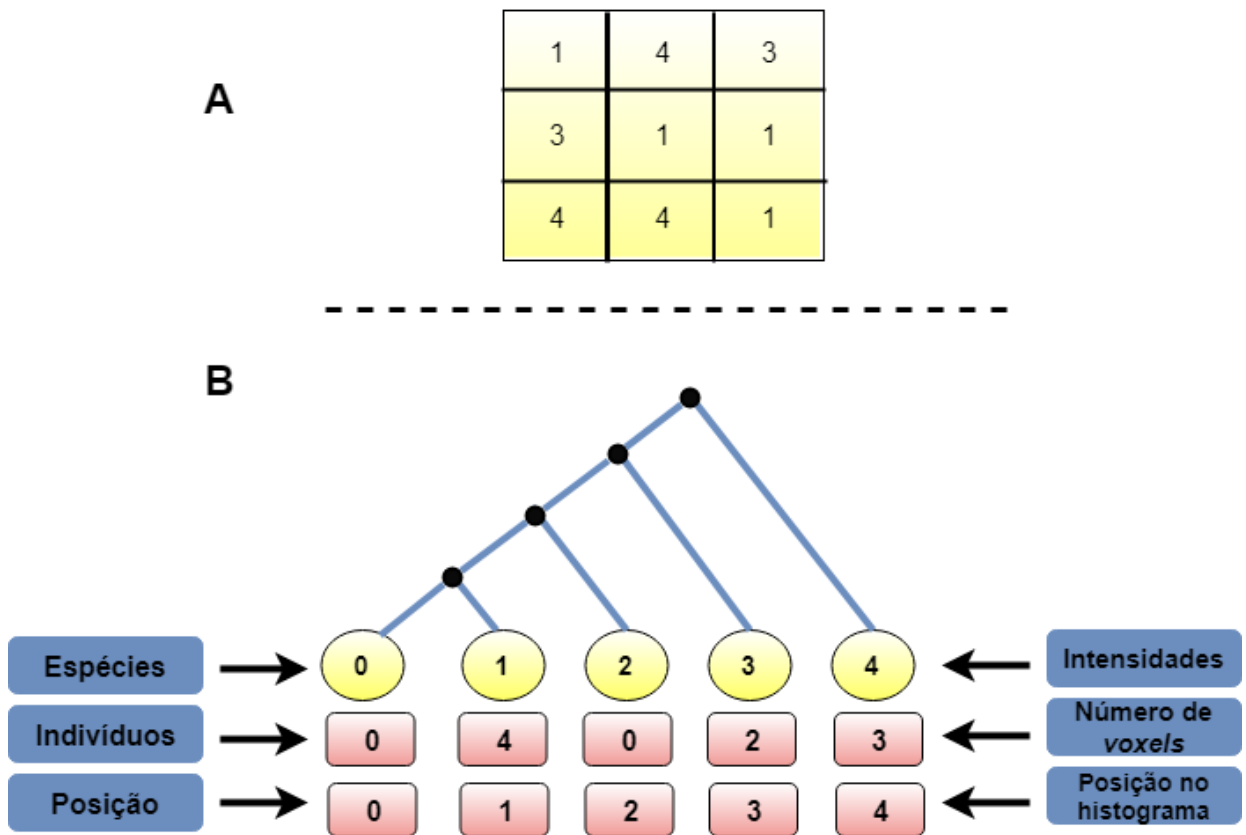 A
1 4 3
3 1 1
4 4 1
B
Espécies 0 1 2 3 4 Intensidades
Indivíduos 0 4 0 2 3 Número de
voxels
Posição 0 1 2 3 4 Posição no
histograma